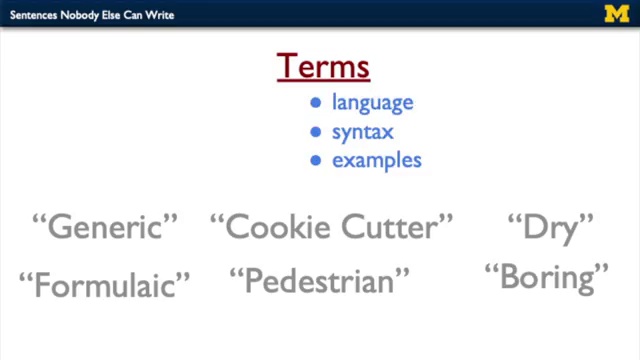 Sentences Nobody Else Can Write
M
Terms
● language
● syntax
● examples
“Generic” “Cookie Cutter” “Dry”
“Formulaic” “Pedestrian” “Boring”